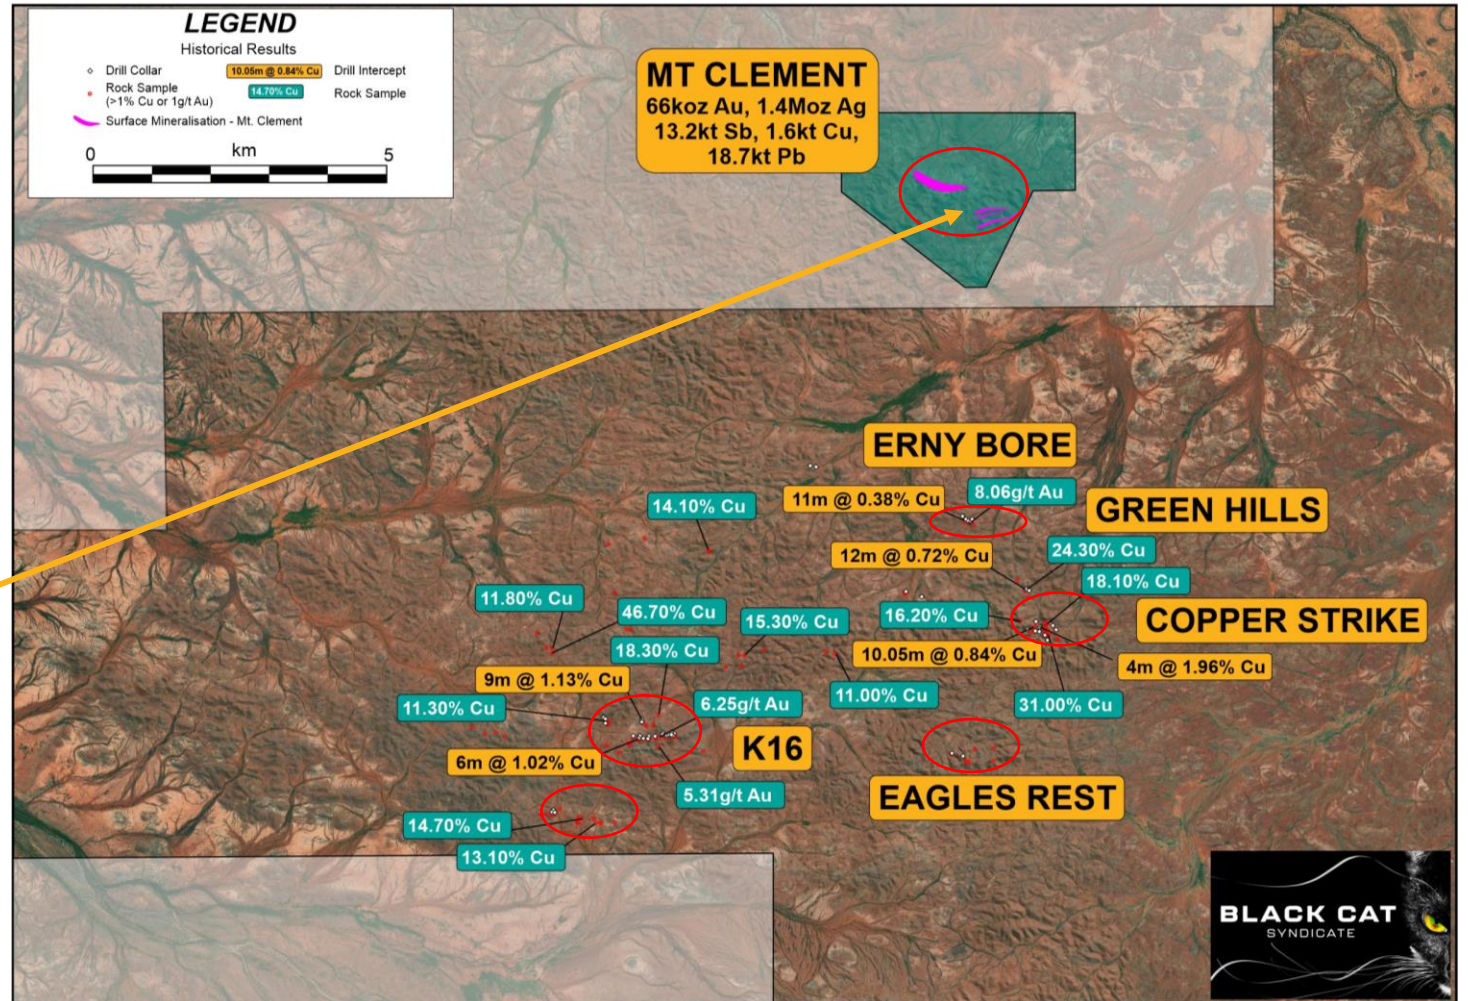 LEGEND
Historical Results
Drill Collar
10.05m @ 0.84% Cu
Drill Intercept
Rock Sample
(>1% Cu or 1g/t Au)
14.70% Cu
Rock Sample
Surface Mineralisation - Mt. Clement
0
km
5
MT CLEMENT
66koz Au, 1.4Moz Ag
13.2kt Sb, 1.6kt Cu,
18.7kt Pb
ERNY BORE
11m @ 0.38% Cu
8.06g/t Au
14.10% Cu
GREEN HILLS
12m @ 0.72% Cu
24.30% Cu
18.10% Cu
11.80% Cu
46.70% Cu
15.30% Cu
16.20% Cu
COPPER STRIKE
18.30% Cu
10.05m @ 0.84% Cu
4m @ 1.96% Cu
9m @ 1.13% Cu
11.00% Cu
31.00% Cu
11.30% Cu
6.25g/t Au
K16
6m @ 1.02% Cu
5.31g/t Au
EAGLES REST
14.70% Cu
13.10% Cu
BLACK CAT
SYNDICATE